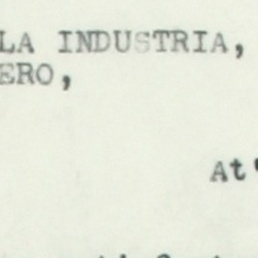 LA INDUSTRIA,
ERO,
At